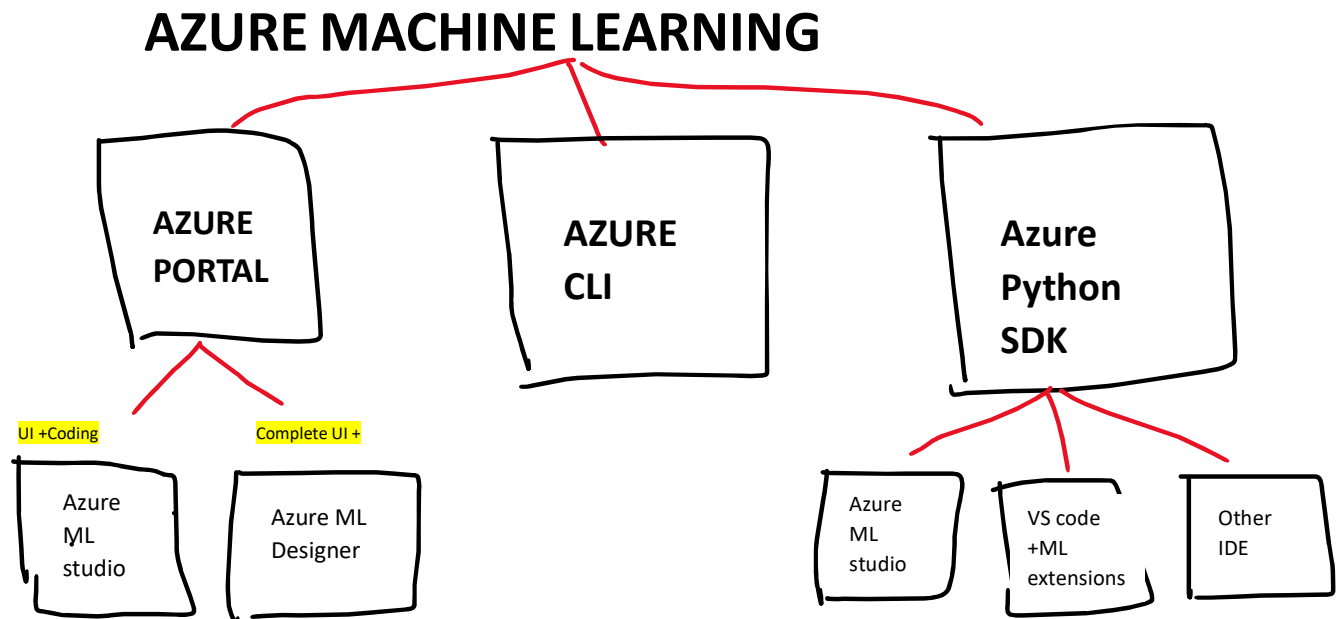 AZURE MACHINE LEARNING
AZURE
PORTAL
AZURE
CLI
Azure
Python
SDK
UI +Coding
Complete UI +
Azure
ML
studio
Azure ML
Designer
Azure
ML
studio
VS code
+ML
extensions
Other
IDE